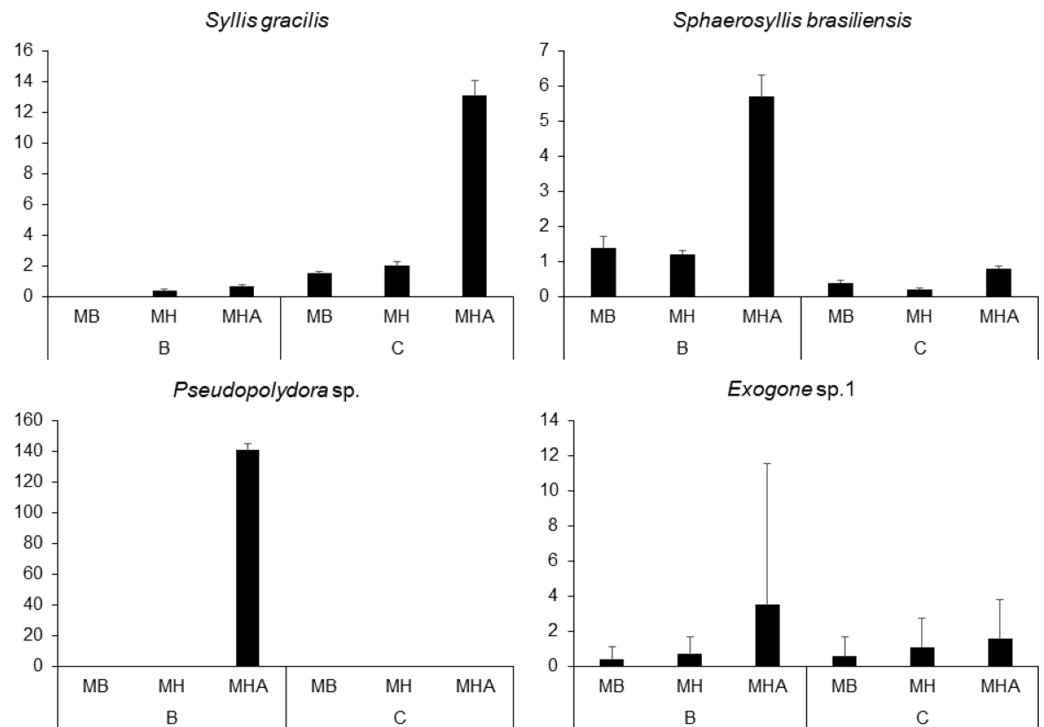 Syllis gracilis
16
14
12
10
8
6
4
2
0
MB MH MHA MB MH MHA
B C
Sphaerosyllis brasiliensis
7
6
5
4
3
2
1
0
MB MH MHA MB MH MHA
B C
Pseudopolydora sp.
160
140
120
100
80
60
40
20
0
MB MH MHA MB MH MHA
B C
Exogone sp.1
14
12
10
8
6
4
2
0
MB MH MHA MB MH MHA
B C